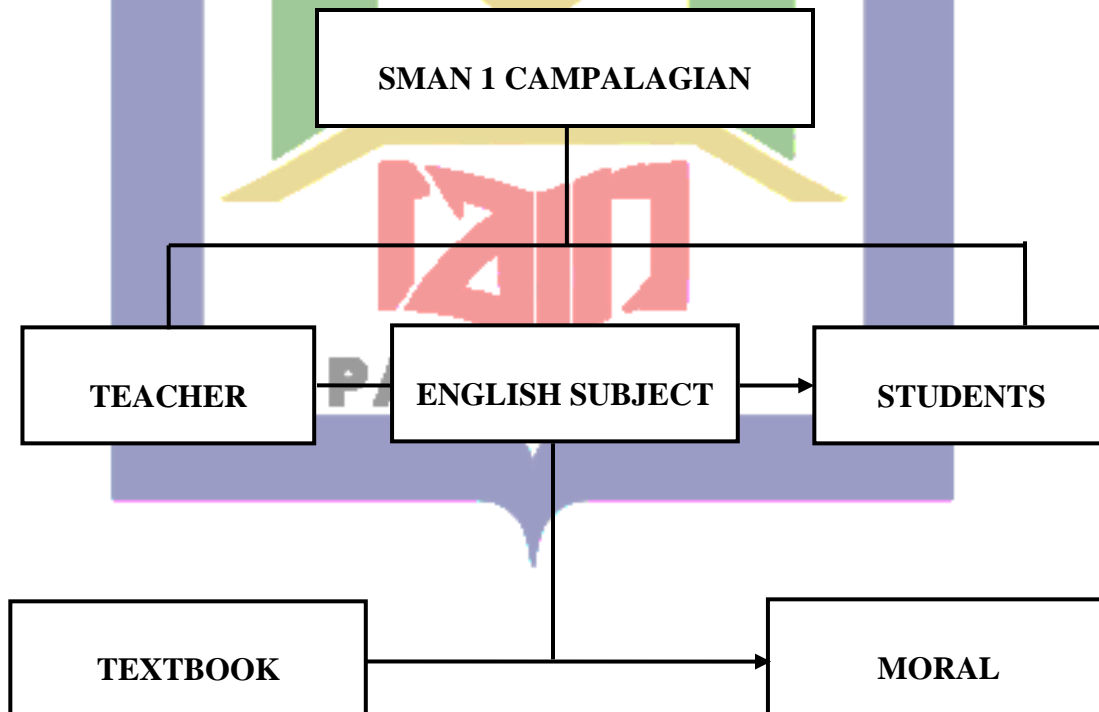 SMAN 1 CAMPALAGIAN
TEACHER
ENGLISH SUBJECT
STUDENTS
TEXTBOOK
MORAL